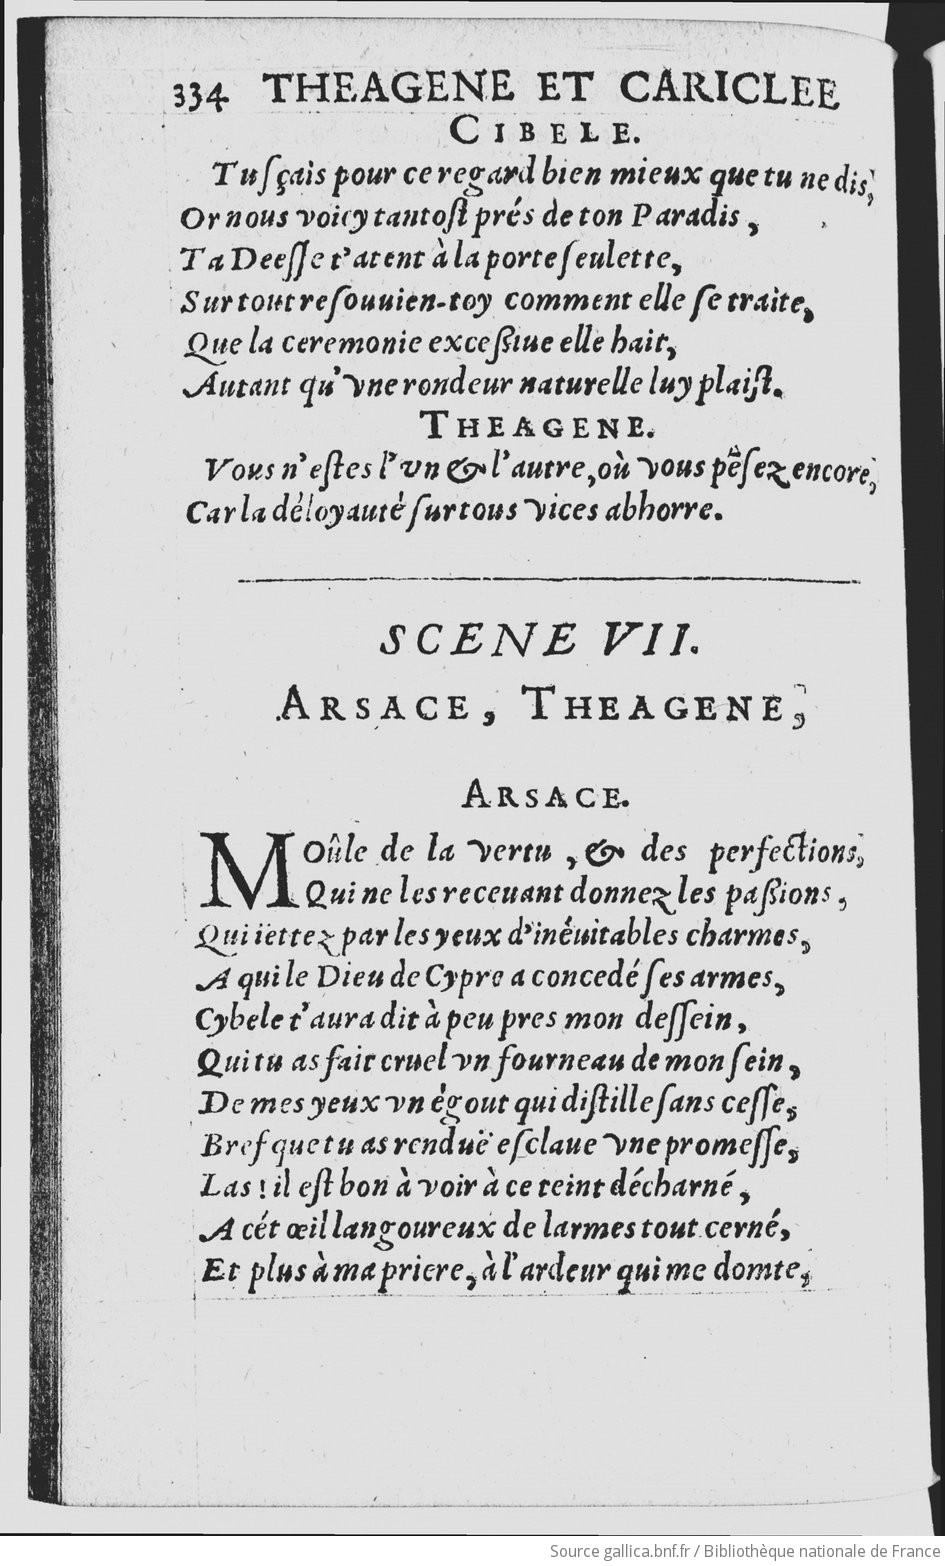 334 THEAGENE ET CARICLEE
CIBELE.
Tu sçais pour ce regard bien mieux que tu ne dis,
Or nous voicy tantost prés de ton Paradis,
Ta Deesse t'atent à la porte seulette,
Sur tout resouuien-toy comment elle se traite,
Que la ceremonie excessiue elle hait,
Autant qu'vne rondeur naturelle luy plaist.
THEAGENE.
Vous n'estes l'vn & l'autre, où vous pẽsez encore,
Car la déloyauté sur tous vices abhorre.
SCENE VII.
ARSACE, THEAGENE,
ARSACE.
MOûle de la vertu, & des perfections,
Qui ne les receuant donnez les passions,
Qui iettez par les yeux d'inéuitables charmes,
A qui le Dieu de Cypre a concedé ses armes,
Cybele t'aura dit à peu pres mon dessein,
Qui tu as fait cruel vn fourneau de mon sein,
De mes yeux vn égout qui distille sans cesse,
Bref que tu as renduë esclaue vne promesse,
Las! il est bon à voir à ce teint décharné,
A cét œil langoureux de larmes tout cerné,
Et plus à ma priere, à l'ardeur qui me domte,
Source gallica.bnf.fr / Bibliothèque nationale de France